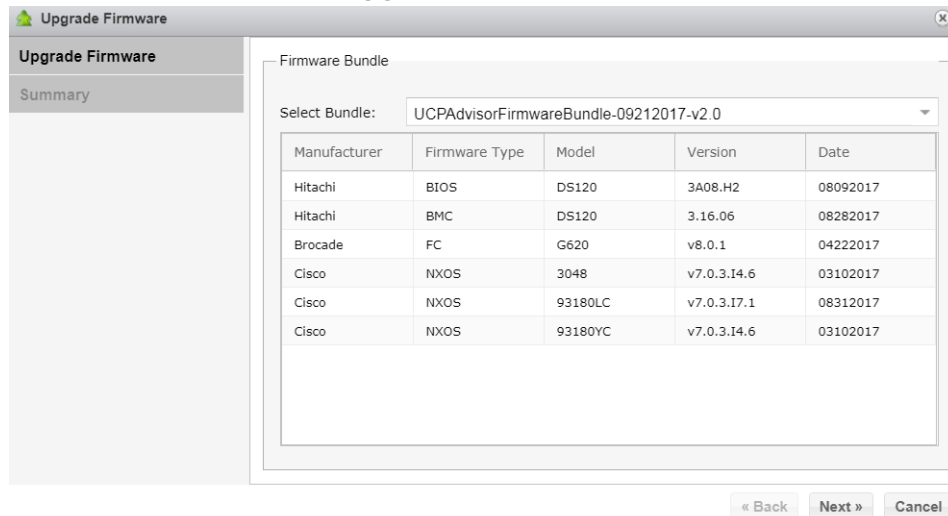 Upgrade Firmware
Upgrade Firmware
Summary
Firmware Bundle
Select Bundle: UCPAdvisorFirmwareBundle-09212017-v2.0
Manufacturer Firmware Type Model Version Date
Hitachi BIOS DS120 3A08.H2 08092017
Hitachi BMC DS120 3.16.06 08282017
Brocade FC G620 v8.0.1 04222017
Cisco NXOS 3048 v7.0.3.I4.6 03102017
Cisco NXOS 93180LC v7.0.3.I7.1 08312017
Cisco NXOS 93180YC v7.0.3.I4.6 03102017
« Back Next » Cancel